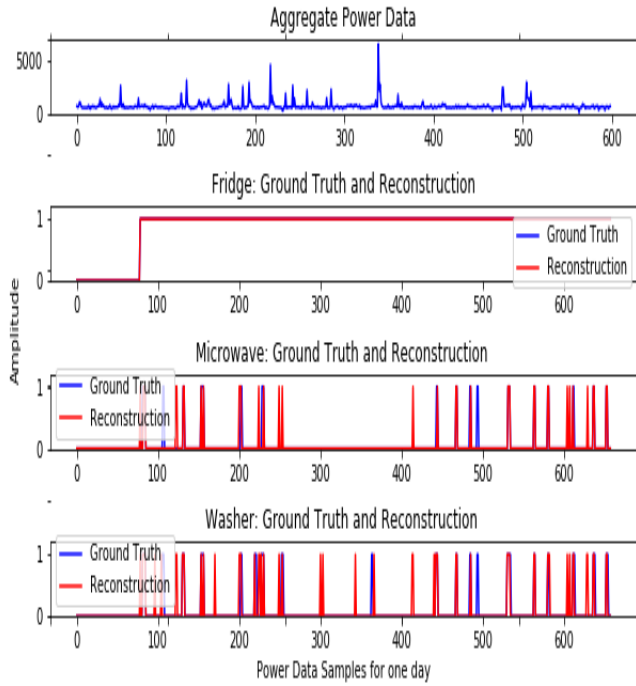 Aggregate Power Data
5000
0
0 100 200 300 400 500 600
Fridge: Ground Truth and Reconstruction
1
Ground Truth
Reconstruction
0
0 100 200 300 400 500 600
Amplitude
Microwave: Ground Truth and Reconstruction
1
Ground Truth
Reconstruction
0
0 100 200 300 400 500 600
Washer: Ground Truth and Reconstruction
1
Ground Truth
Reconstruction
0
0 100 200 300 400 500 600
Power Data Samples for one day